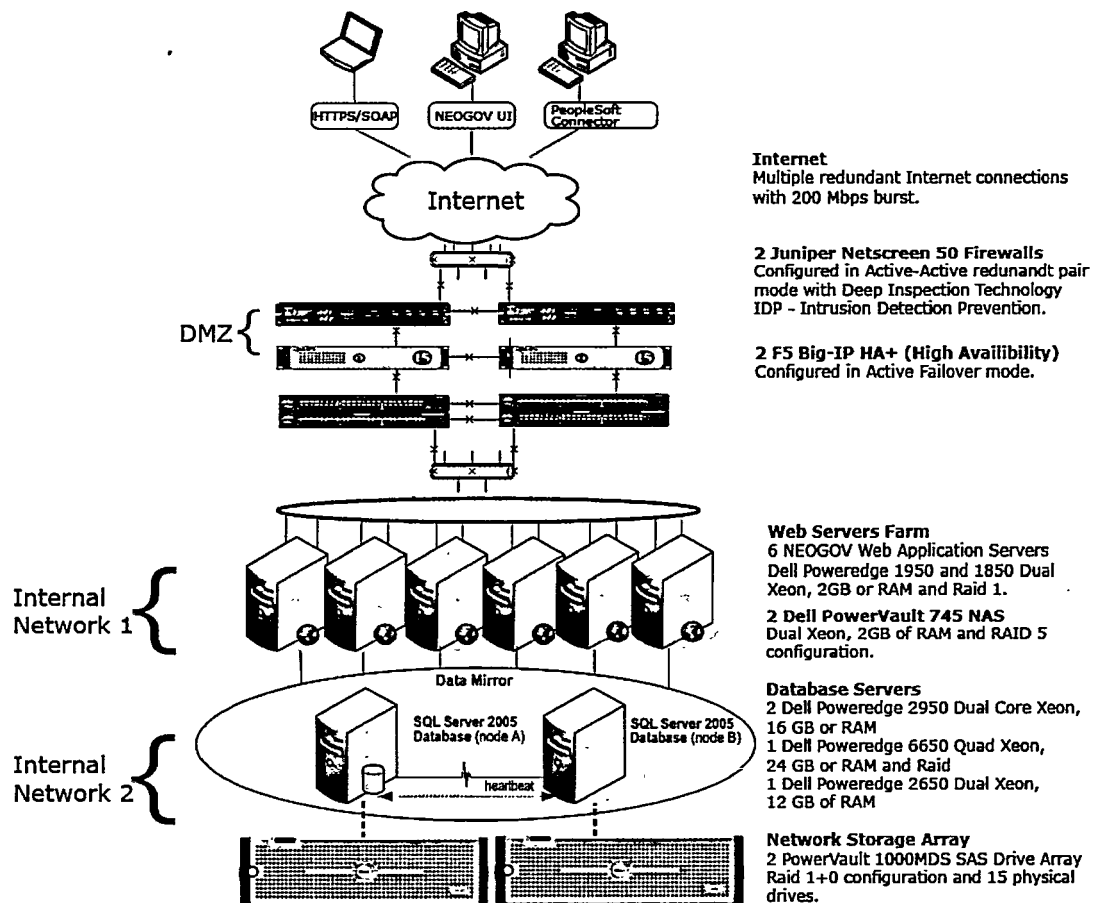 HTTPS/SOAP
NEOGOV UI
PeopleSoft
Connector
Internet
Internet
Multiple redundant Internet connections
with 200 Mbps burst.
2 Juniper Netscreen 50 Firewalls
Configured in Active-Active redunandt pair
mode with Deep Inspection Technology
IDP - Intrusion Detection Prevention.
DMZ
2 F5 Big-IP HA+ (High Availibility)
Configured in Active Failover mode.
Web Servers Farm
6 NEOGOV Web Application Servers
Dell Poweredge 1950 and 1850 Dual
Xeon, 2GB or RAM and Raid 1.
Internal
Network 1
2 Dell PowerVault 745 NAS
Dual Xeon, 2GB of RAM and RAID 5
configuration.
Data Mirror
SQL Server 2005
Database (node A)
SQL Server 2005
Database (node B)
heartbeat
Internal
Network 2
Database Servers
2 Dell Poweredge 2950 Dual Core Xeon,
16 GB or RAM
1 Dell Poweredge 6650 Quad Xeon,
24 GB or RAM and Raid
1 Dell Poweredge 2650 Dual Xeon,
12 GB of RAM
Network Storage Array
2 PowerVault 1000MDS SAS Drive Array
Raid 1+0 configuration and 15 physical
drives.